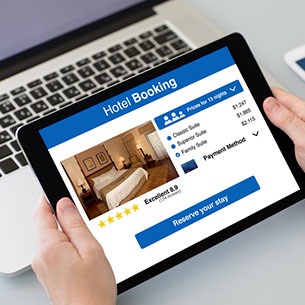 Hotel Booking
Prices for 13 nights
Classic Suite $1.247
Superior Suite $1.865
Family Suite $2.115
Payment Method
Excellent 8.9
Reserve your stay